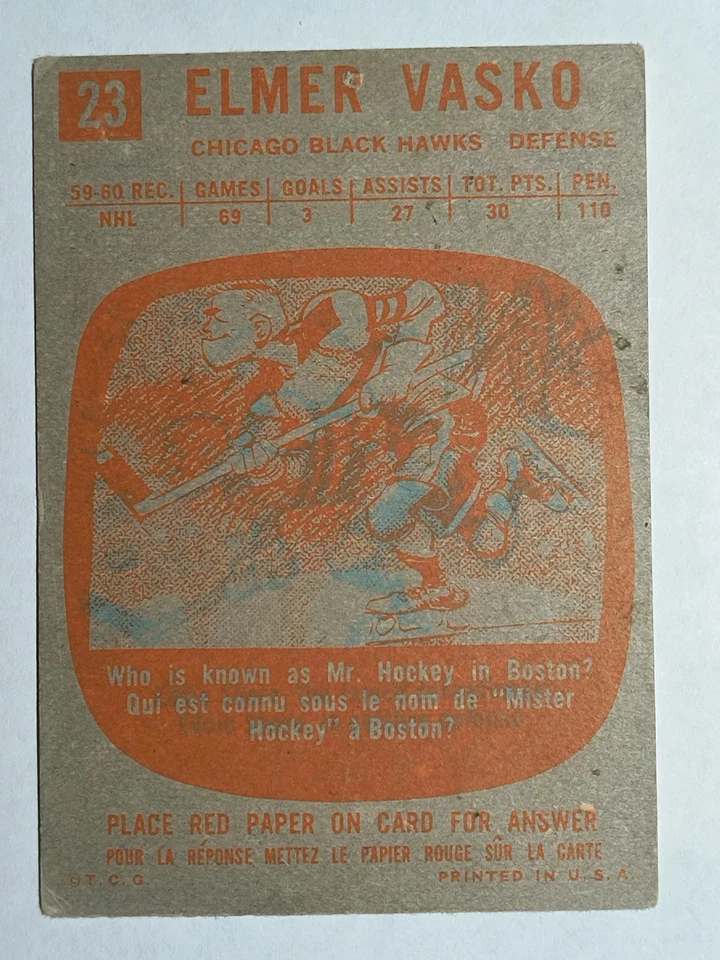 23 ELMER VASKO
CHICAGO BLACK HAWKS DEFENSE
59-60 REC. GAMES GOALS ASSISTS TOT. PTS. PEN.
NHL 69 3 27 30 110
Who is known as Mr. Hockey in Boston?
Qui est connu sous le nom de "Mister
Hockey" à Boston?
PLACE RED PAPER ON CARD FOR ANSWER
POUR LA RÉPONSE METTEZ LE PAPIER ROUGE SÛR LA CARTE
© T. C. G. PRINTED IN U. S. A.